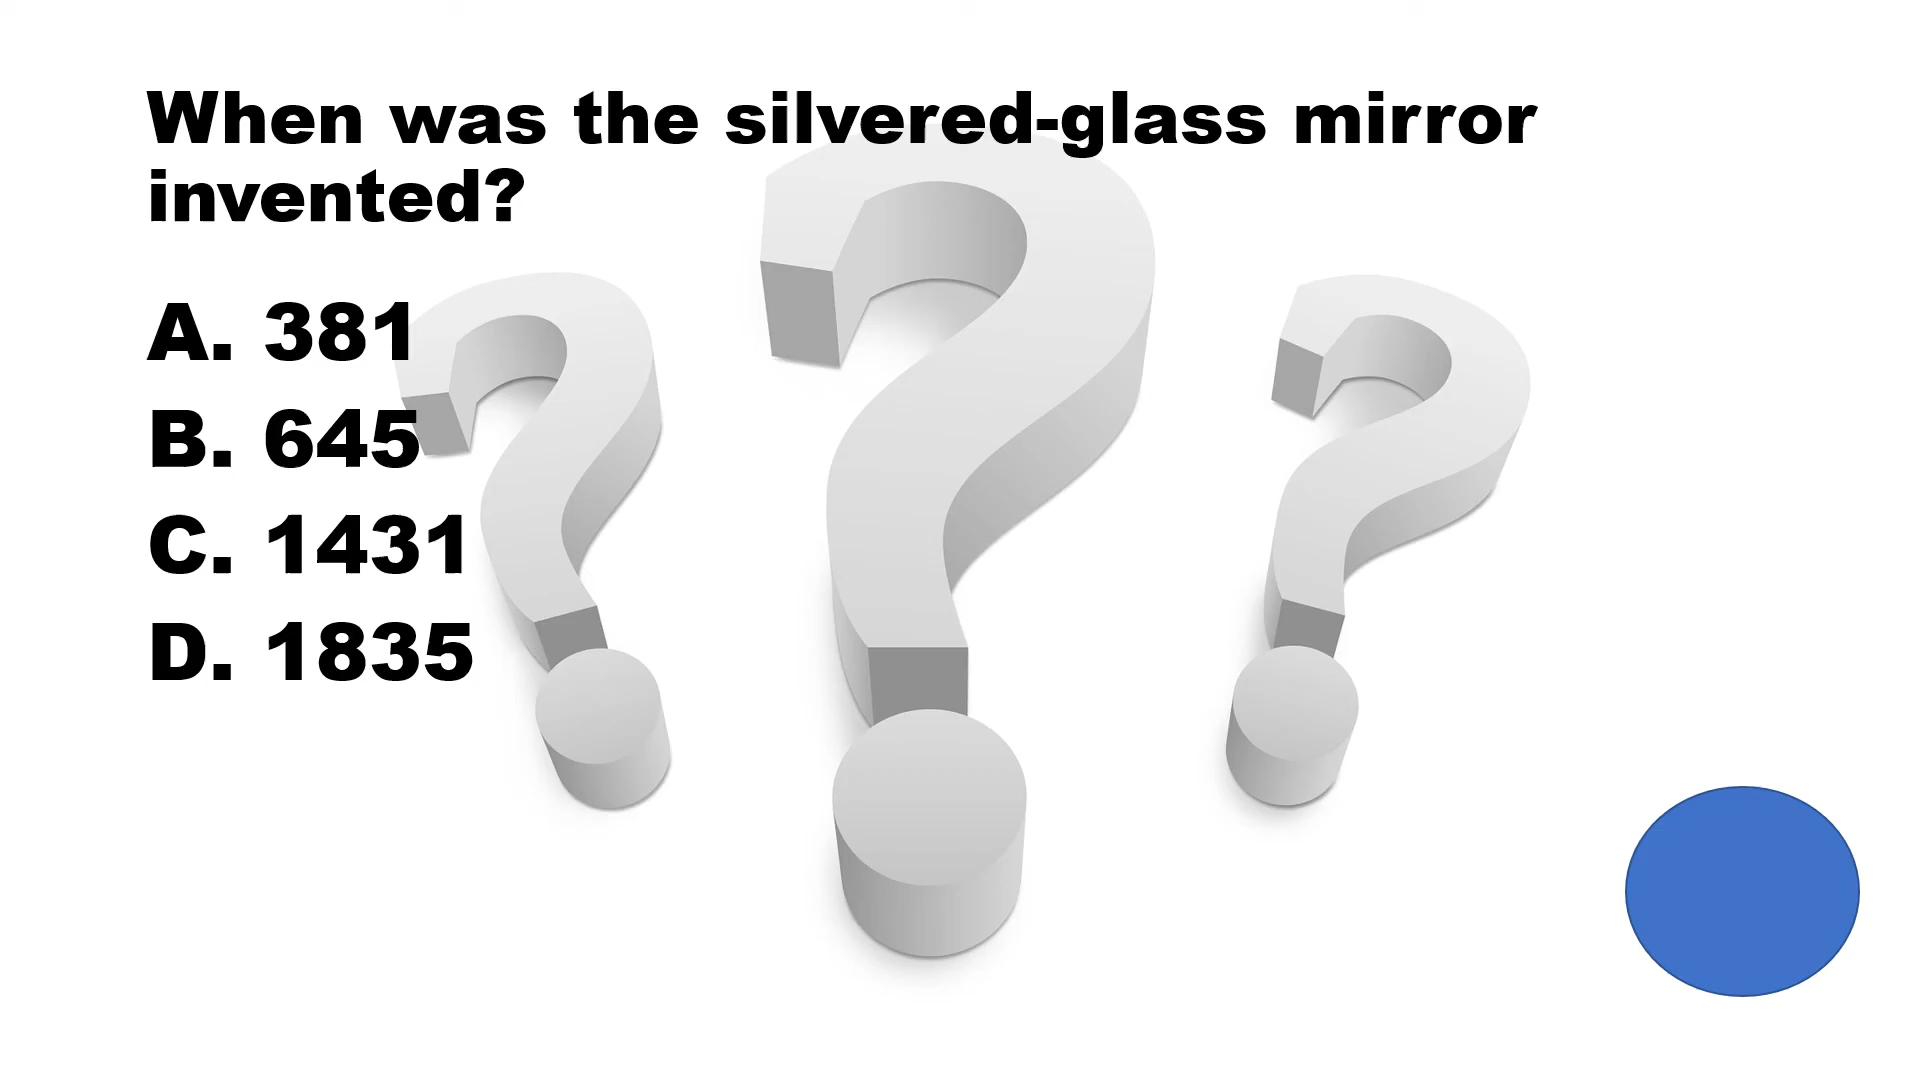 When was the silvered-glass mirror
invented?
A. 381
B. 645
C. 1431
D. 1835